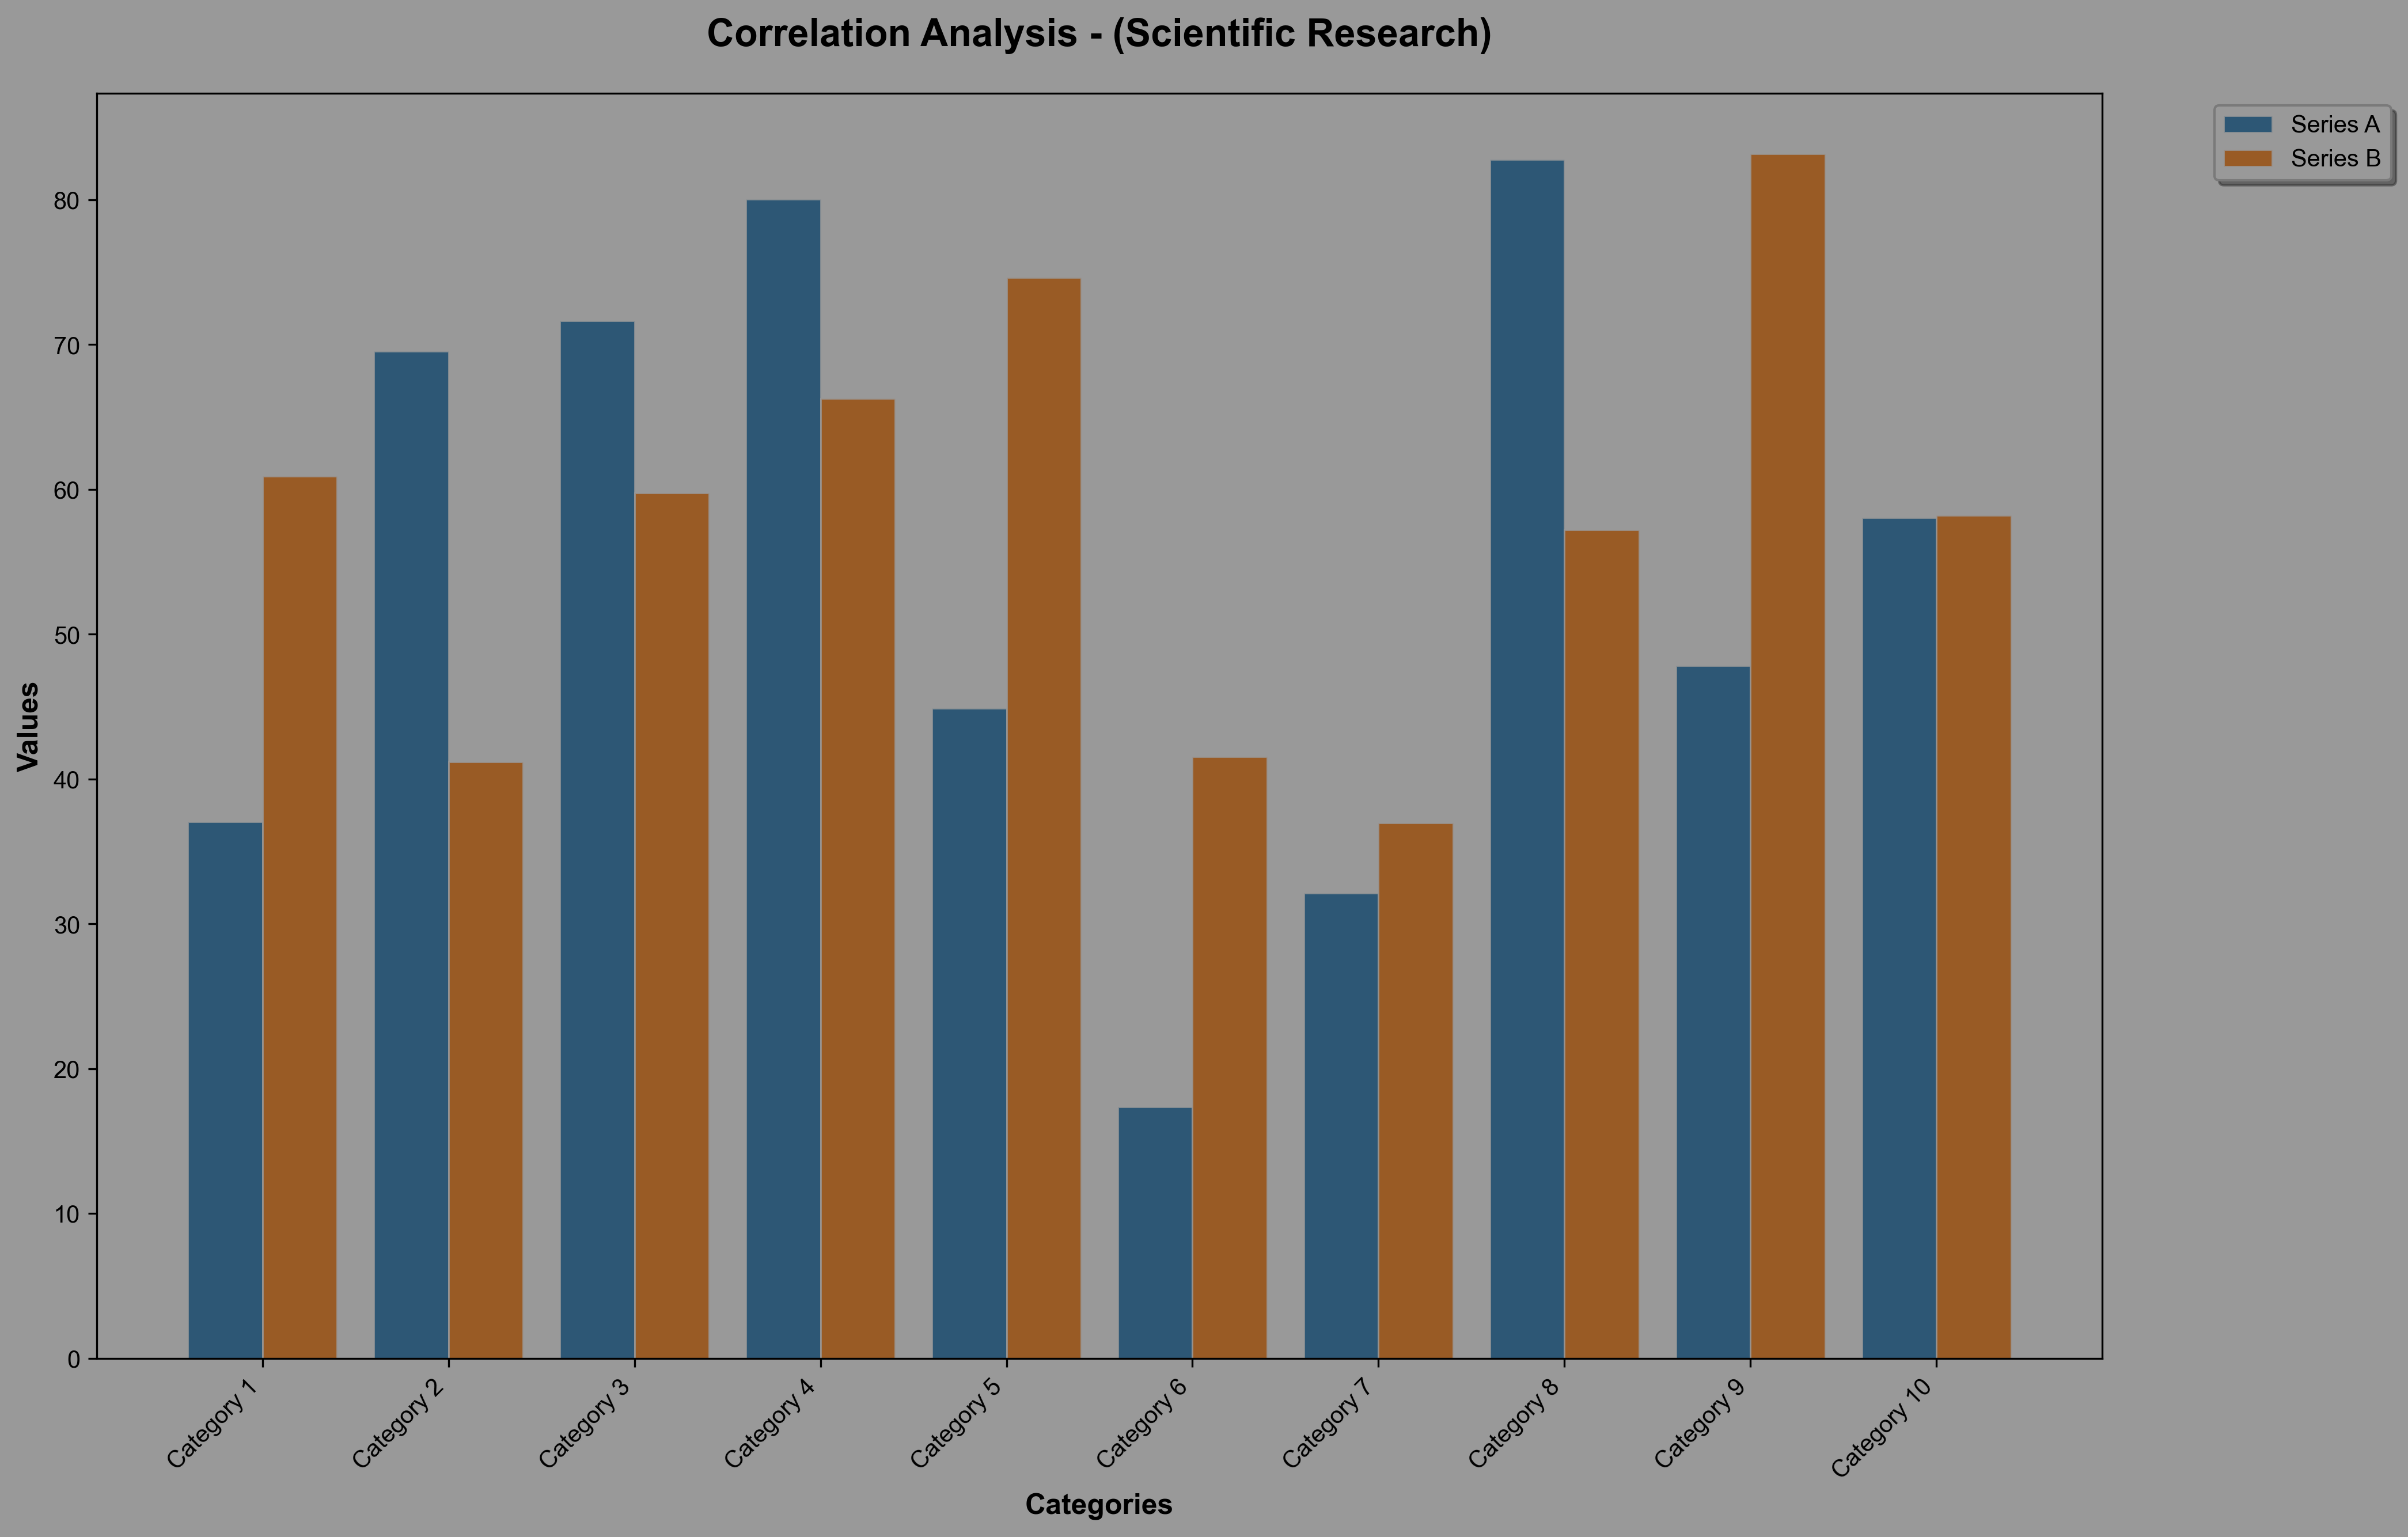 Correlation Analysis - (Scientific Research)
Series A
Series B
Values
80
70
60
50
40
30
20
10
0
Category 1
Category 2
Category 3
Category 4
Category 5
Category 6
Category 7
Category 8
Category 9
Category 10
Categories